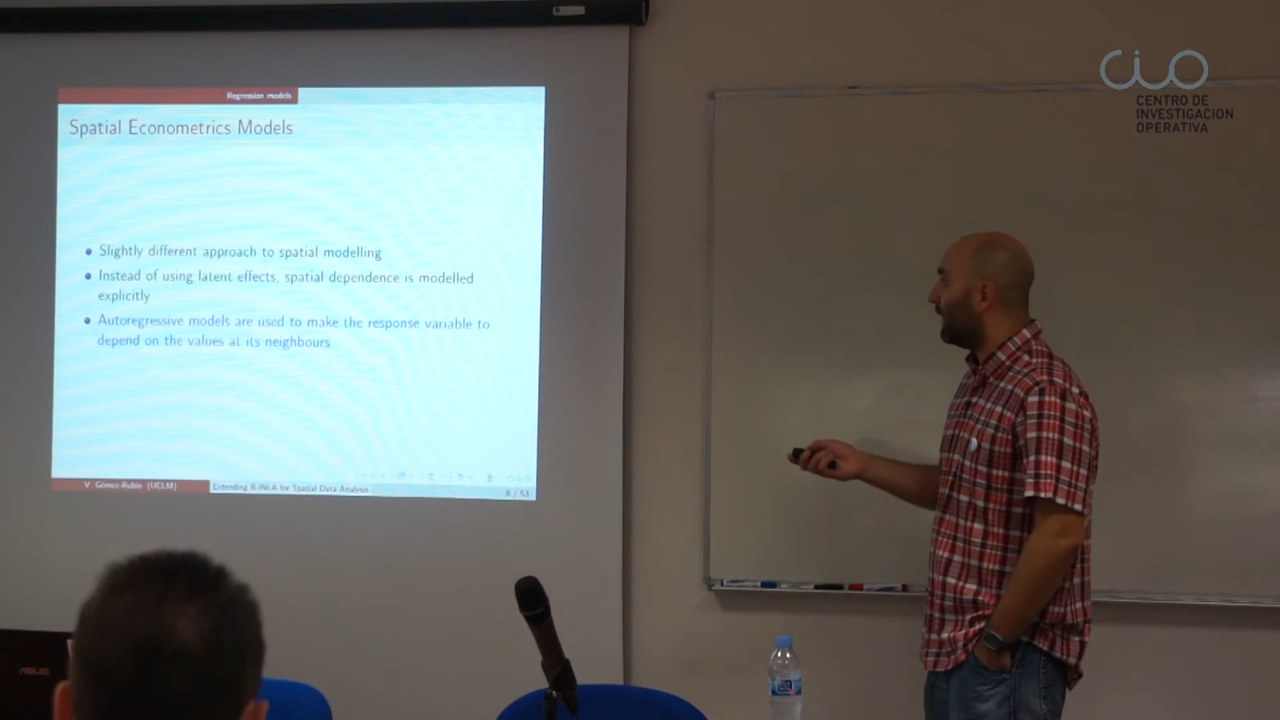 Regression models
Spatial Econometrics Models
Slightly different approach to spatial modelling
Instead of using latent effects, spatial dependence is modelled
explicitly
Autoregressive models are used to make the response variable to
depend on the values at its neighbours
V. Gómez-Rubio (UCLM)
Extending R-INLA for Spatial Data Analysis
8 / 53
CIO
CENTRO DE
INVESTIGACION
OPERATIVA
ASUS